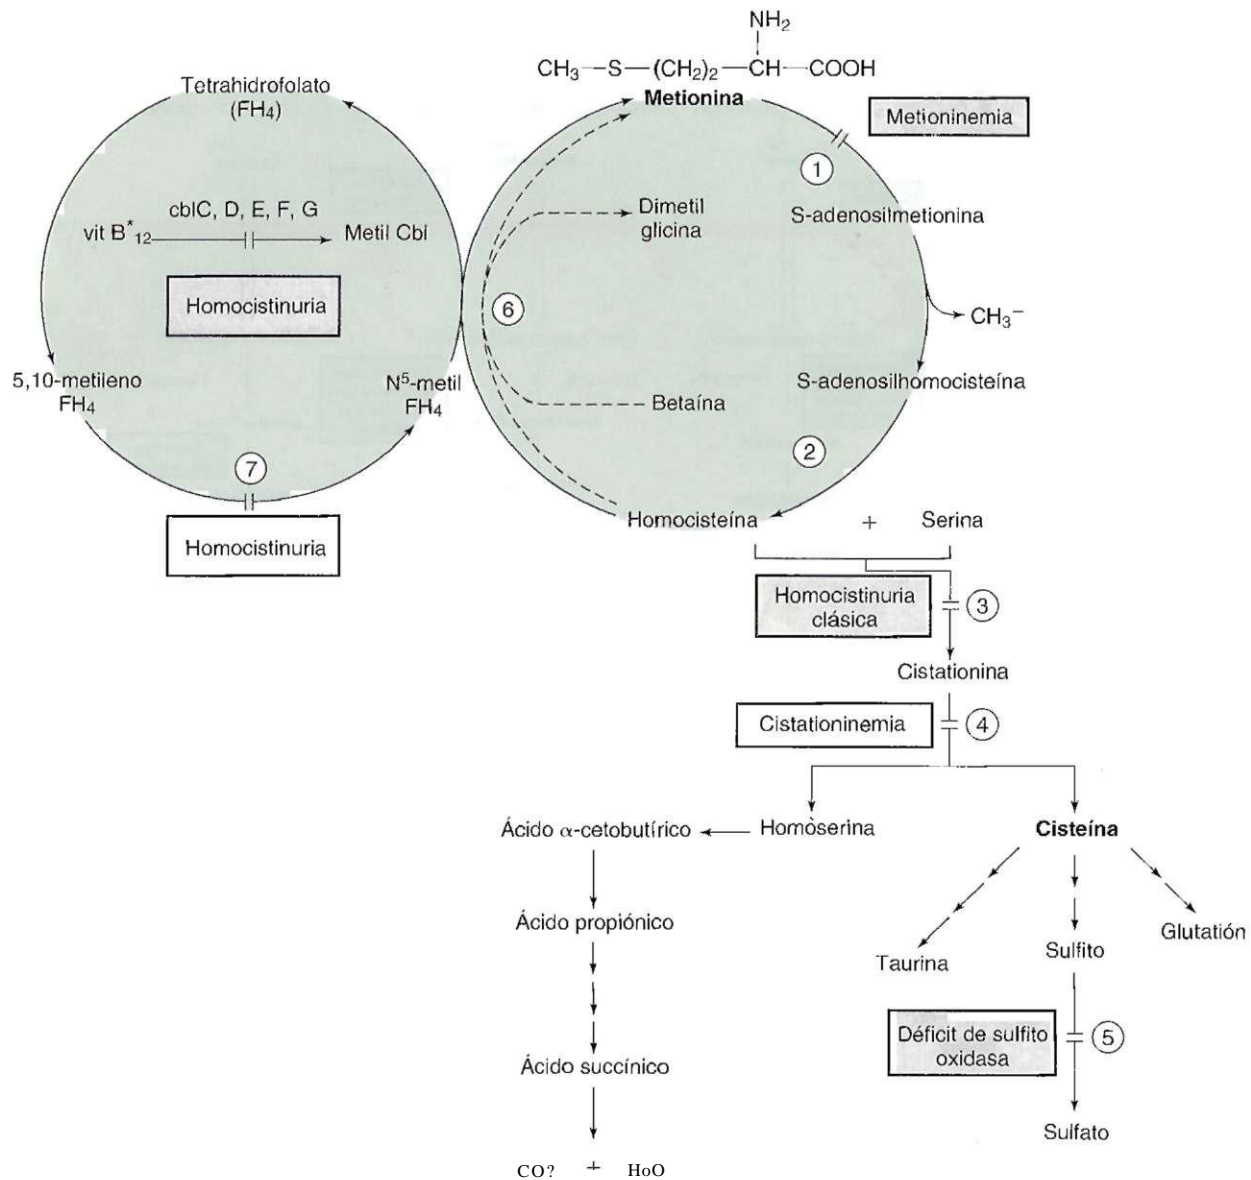 NH2
CH3—S—(CH2)2—CH—COOH
Metionina
Tetrahidrofolato
(FH4)
Metioninemia
1
cblC, D, E, F, G
vit B*12
Metil Cbl
Dimetil
glicina
S-adenosilmetionina
Homocistinuria
6
CH3−
5,10-metileno
FH4
N5-metil
FH4
Betaína
S-adenosilhomocisteína
7
2
Homocistinuria
Homocisteína + Serina
Homocistinuria
clásica
3
Cistationina
Cistationinemia
4
Ácido α-cetobutírico
Homòserina
Cisteína
Ácido propiónico
Taurina
Sulfito
Glutatión
Déficit de sulfito
oxidasa
5
Ácido succínico
Sulfato
CO? + HoO